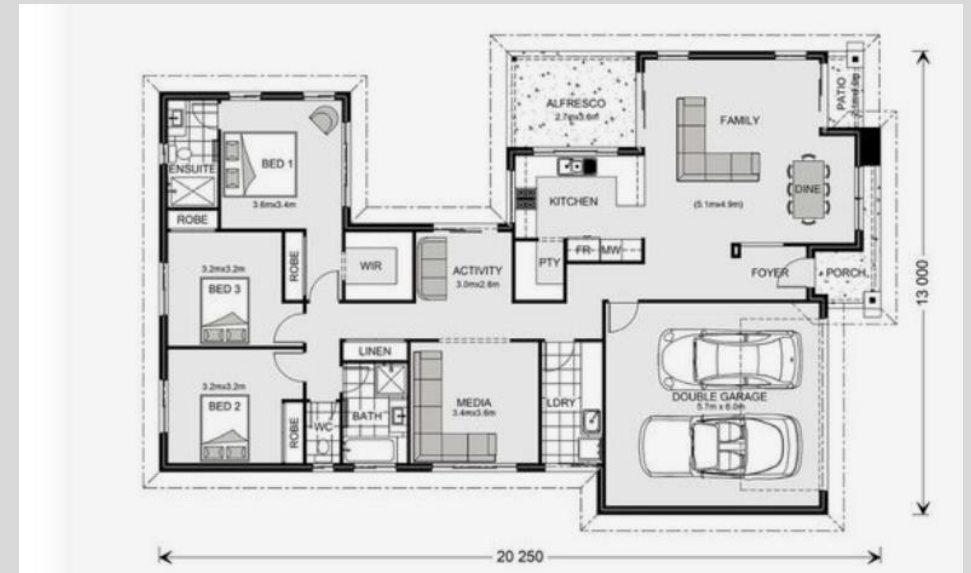 ALFRESCO
2.7mx3.6m
FAMILY
PATIO
ENSUITE
BED 1
3.6mx3.4m
DINE
KITCHEN
(5.1mx4.9m)
ROBE
ROBE
WIR
ACTIVITY
3.0mx2.6m
PTY
FR
MW
FOYER
PORCH
3.2mx3.2m
BED 3
13 000
LINEN
3.2mx3.2m
BED 2
ROBE
WC
BATH
MEDIA
3.4mx3.6m
LDRY
DOUBLE GARAGE
5.7m x 6.0m
20 250